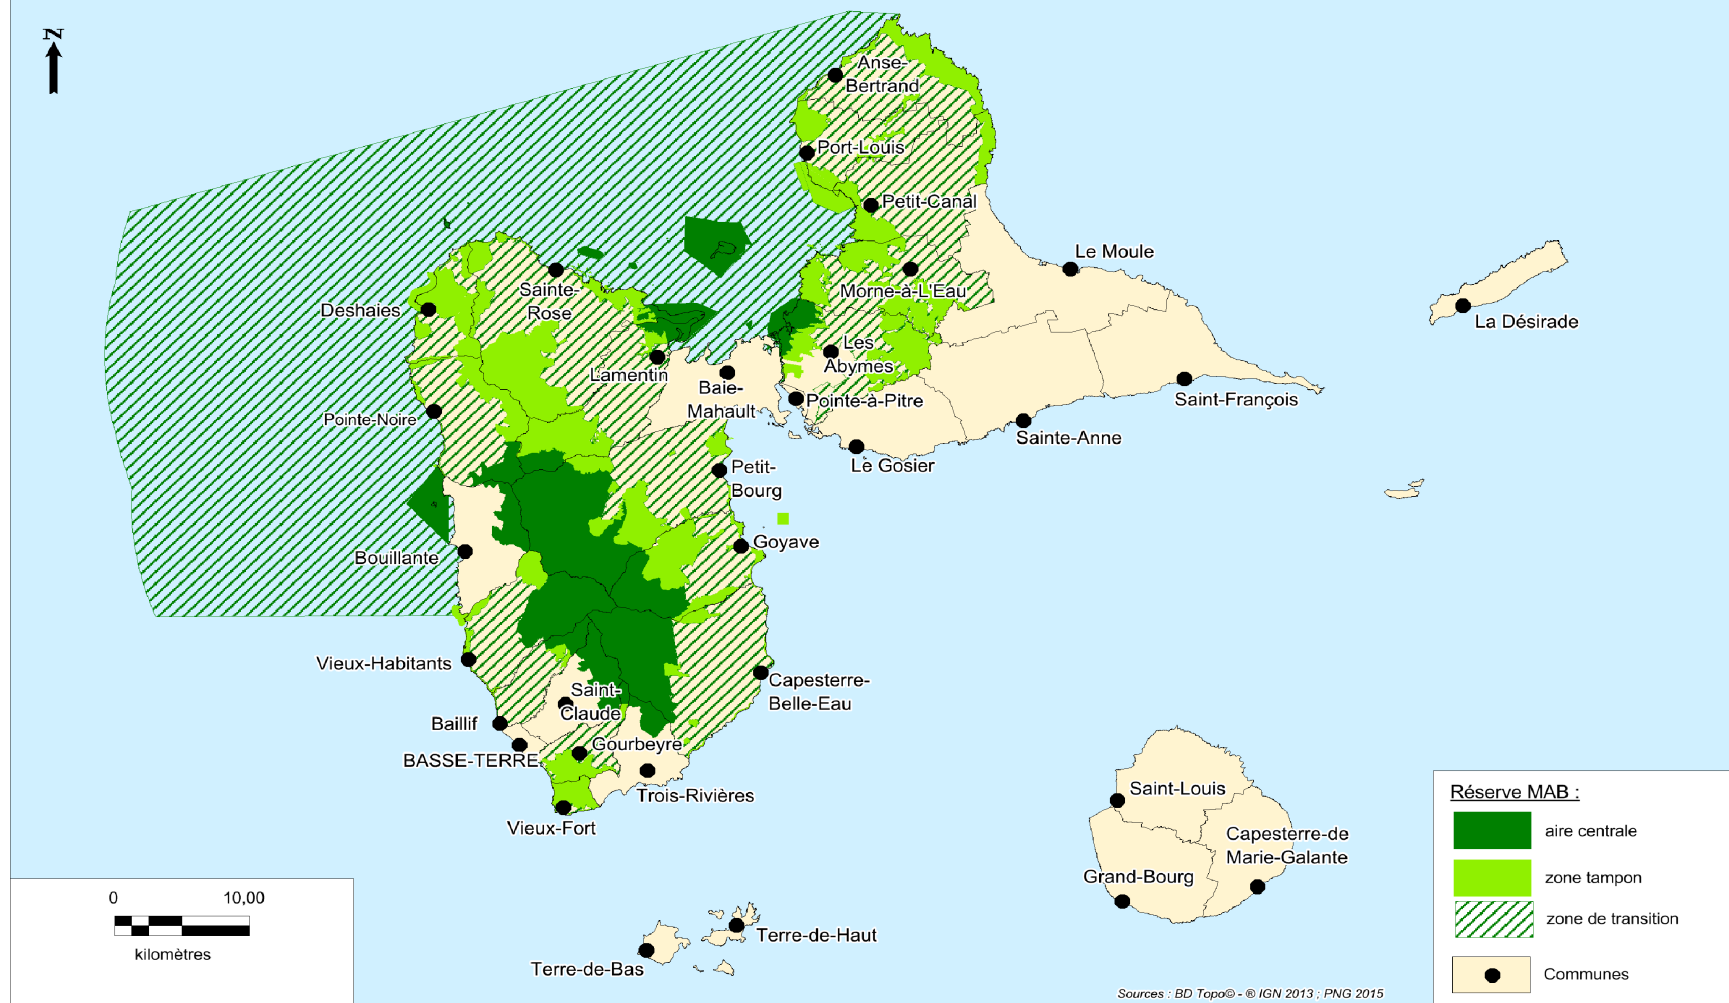 N
Anse-
Bertrand
Port-Louis
Petit-Canal
Le Moule
Morne-à-L'Eau
Sainte-
Rose
Deshaies
La Désirade
Les
Abymes
Lamentin
Baie-
Mahault
Pointe-à-Pitre
Saint-François
Pointe-Noire
Sainte-Anne
Le Gosier
Petit-
Bourg
Goyave
Bouillante
Vieux-Habitants
Capesterre-
Belle-Eau
Saint-
Claude
Baillif
Gourbeyre
BASSE-TERRE
Trois-Rivières
Vieux-Fort
Saint-Louis
Capesterre-de
Marie-Galante
Grand-Bourg
Terre-de-Haut
Terre-de-Bas
0 10,00
kilomètres
Réserve MAB :
aire centrale
zone tampon
zone de transition
Communes
Sources : BD Topo© - ® IGN 2013 ; PNG 2015